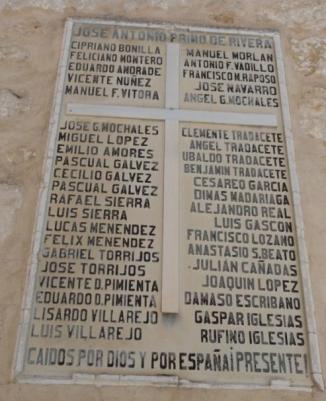 JOSE ANTONIO PRIMO DE RIVERA
CIPRIANO BONILLA
FELICIANO MONTERO
EDUARDO ANDRADE
VICENTE NUÑEZ
MANUEL F. VITORA
MANUEL MORLAN
ANTONIO F. VADILLO
FRANCISCO M. RAPOSO
JOSE NAVARRO
ANGEL G. MOCHALES
JOSE G. MOCHALES
MIGUEL LOPEZ
EMILIO AMORES
PASCUAL GALVEZ
CECILIO GALVEZ
PASCUAL GALVEZ
RAFAEL SIERRA
LUIS SIERRA
LUCAS MENENDEZ
FELIX MENENDEZ
GABRIEL TORRIJOS
JOSE TORRIJOS
VICENTE D. PIMIENTA
EDUARDO D. PIMIENTA
LISARDO VILLAREJO
LUIS VILLAREJO
CLEMENTE TRADACETE
ANGEL TRADACETE
UBALDO TRADACETE
BENJAMIN TRADACETE
CESAREO GARCIA
DIMAS MADARIAGA
ALEJANDRO REAL
LUIS GASCON
FRANCISCO LOZANO
ANASTASIO S. BEATO
JULIÁN CAÑADAS
JOAQUIN LOPEZ
DAMASO ESCRIBANO
GASPAR IGLESIAS
RUFINO IGLESIAS
CAIDOS POR DIOS Y POR ESPAÑA¡PRESENTE!